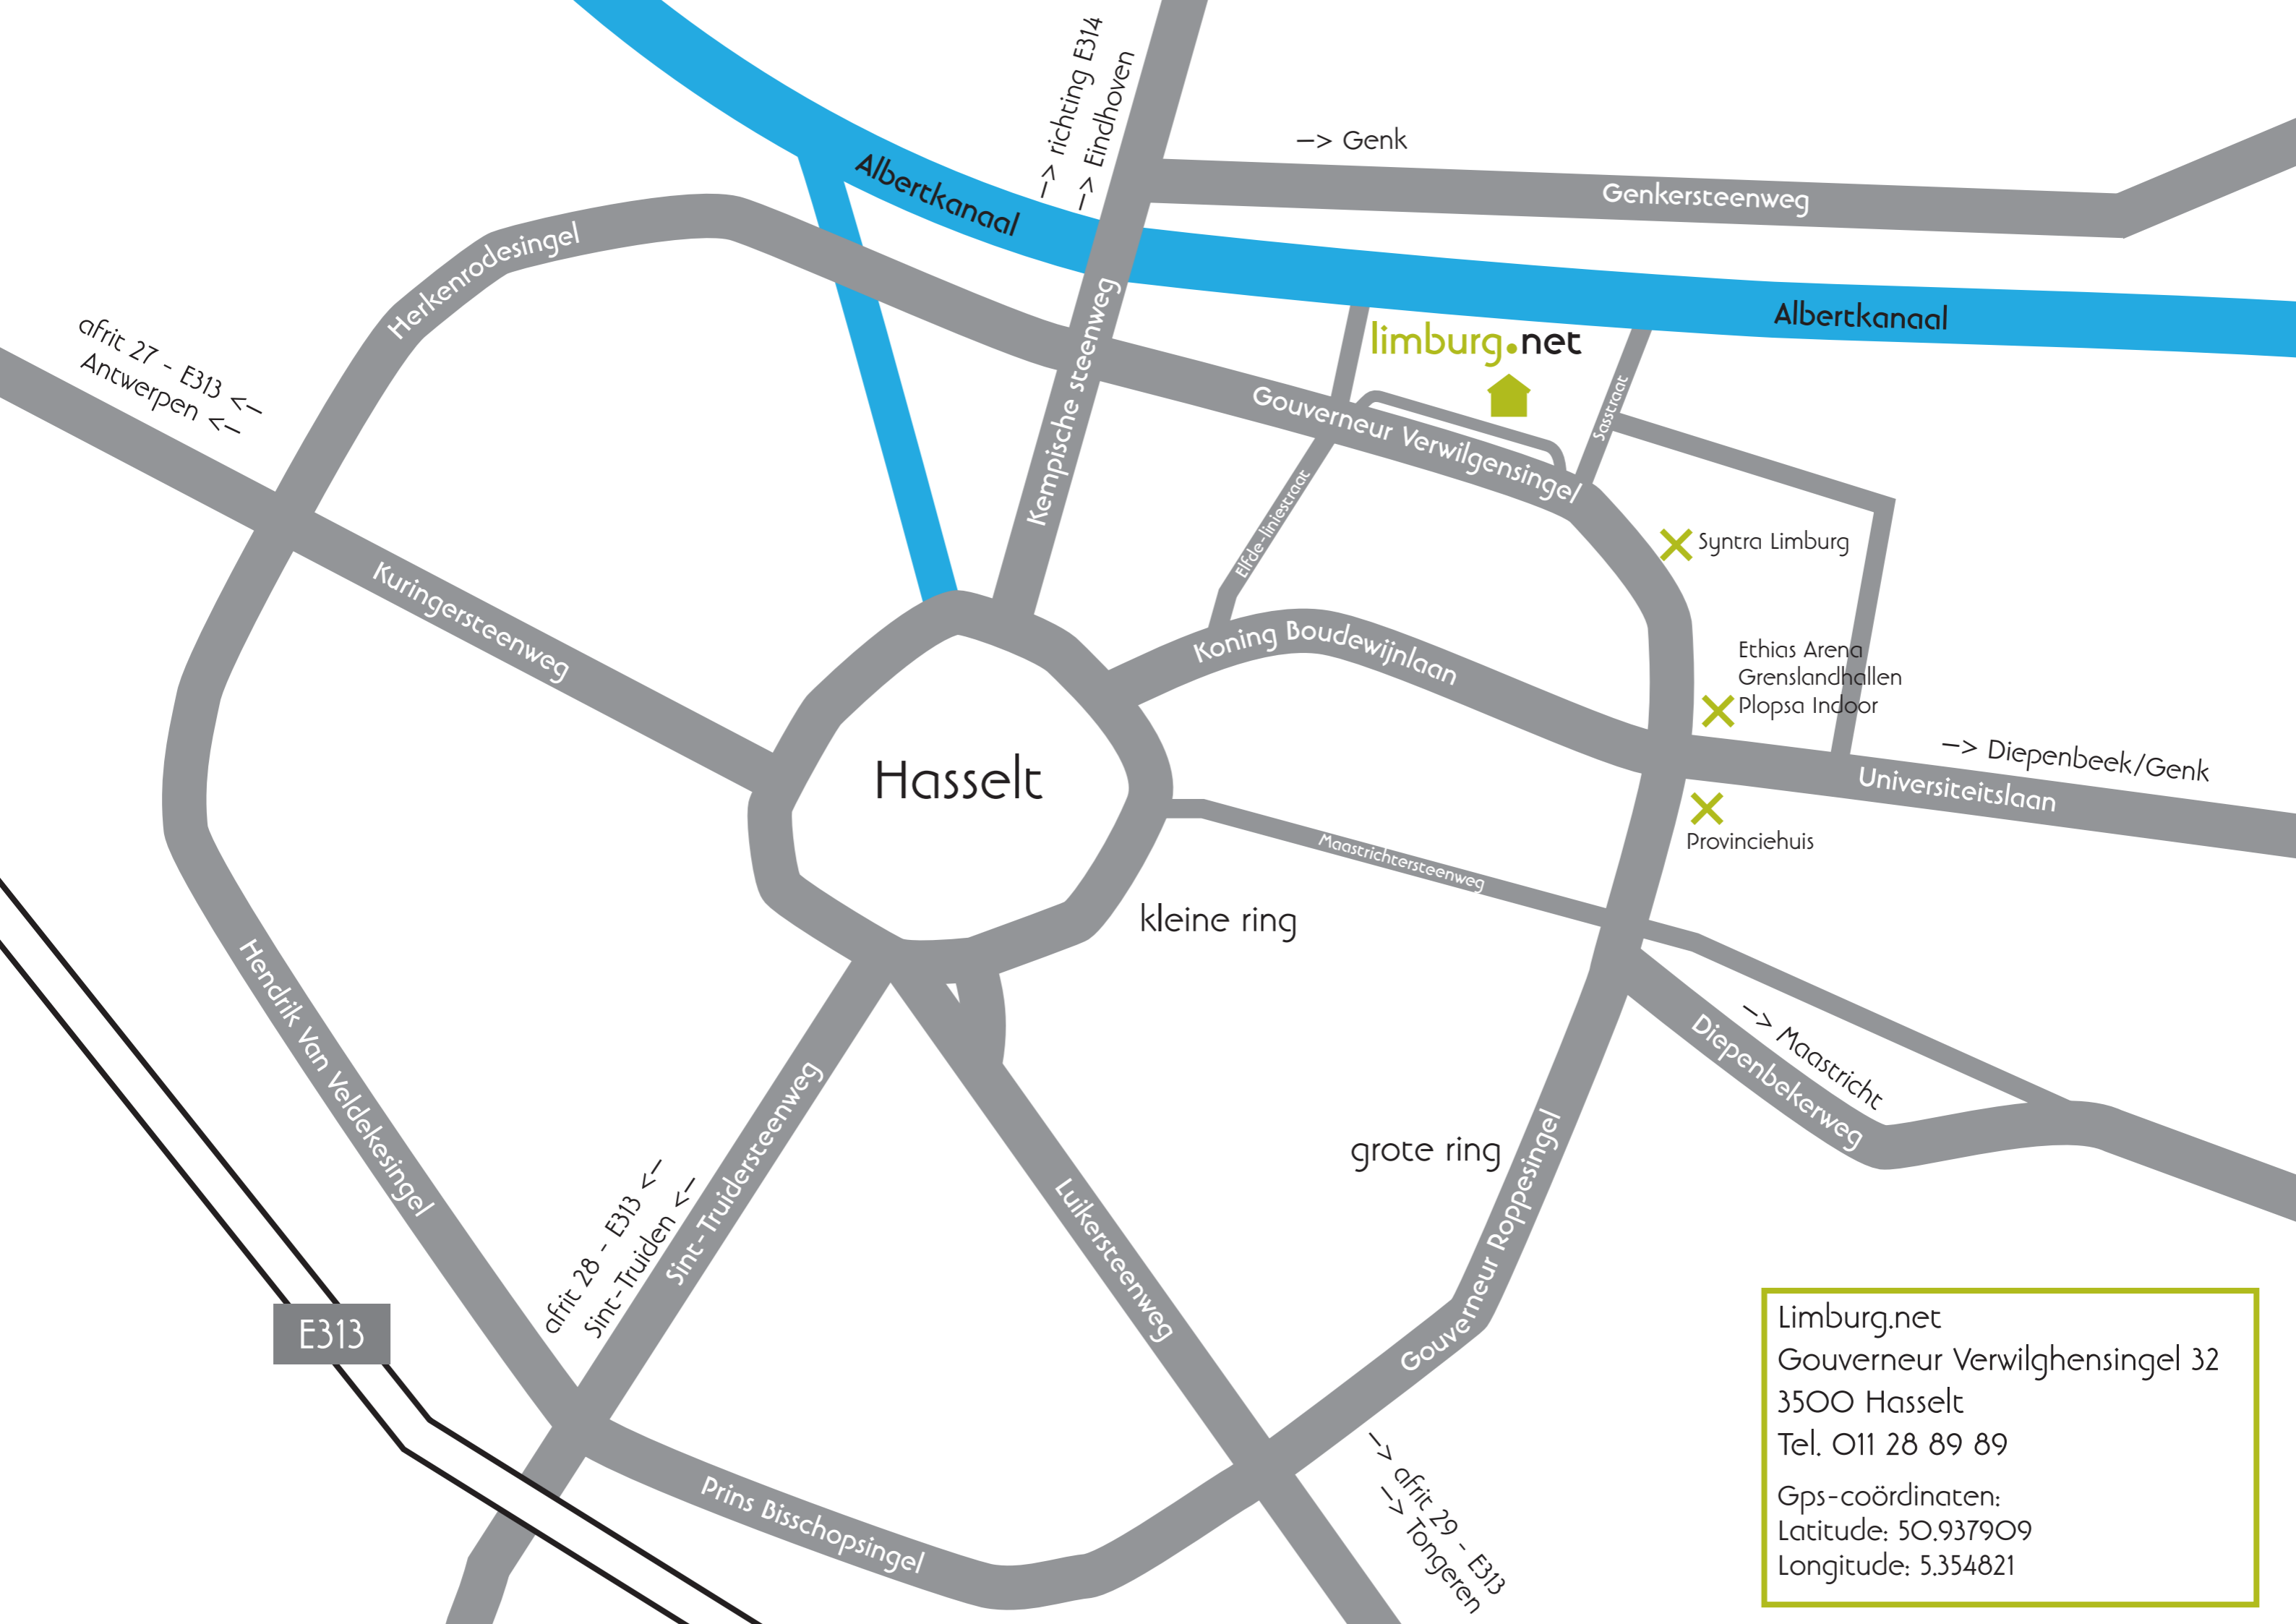 —> richting E314
—> Eindhoven
—> Genk
Albertkanaal
Genkersteenweg
Herkenrodesingel
Albertkanaal
Kempische steenweg
limburg.net
afrit 27 - E313 <—
Antwerpen <—
Gouverneur Verwilgensingel
Sasstraat
Elfde-liniestraat
Syntra Limburg
Kuringersteenweg
Koning Boudewijnlaan
Ethias Arena
Grenslandhallen
Plopsa Indoor
—> Diepenbeek/Genk
Universiteitslaan
Hasselt
Provinciehuis
Maastrichtersteenweg
kleine ring
Hendrik Van Veldekesingel
—> Maastricht
Diepenbekerweg
Sint-Truidersteenweg
grote ring
afrit 28 - E313 <—
Sint-Truiden <—
Luikersteenweg
Gouverneur Roppesingel
E313
Prins Bisschopsingel
—> afrit 29 - E313
—> Tongeren
Limburg.net
Gouverneur Verwilghensingel 32
3500 Hasselt
Tel. 011 28 89 89
Gps-coördinaten:
Latitude: 50.937909
Longitude: 5.354821